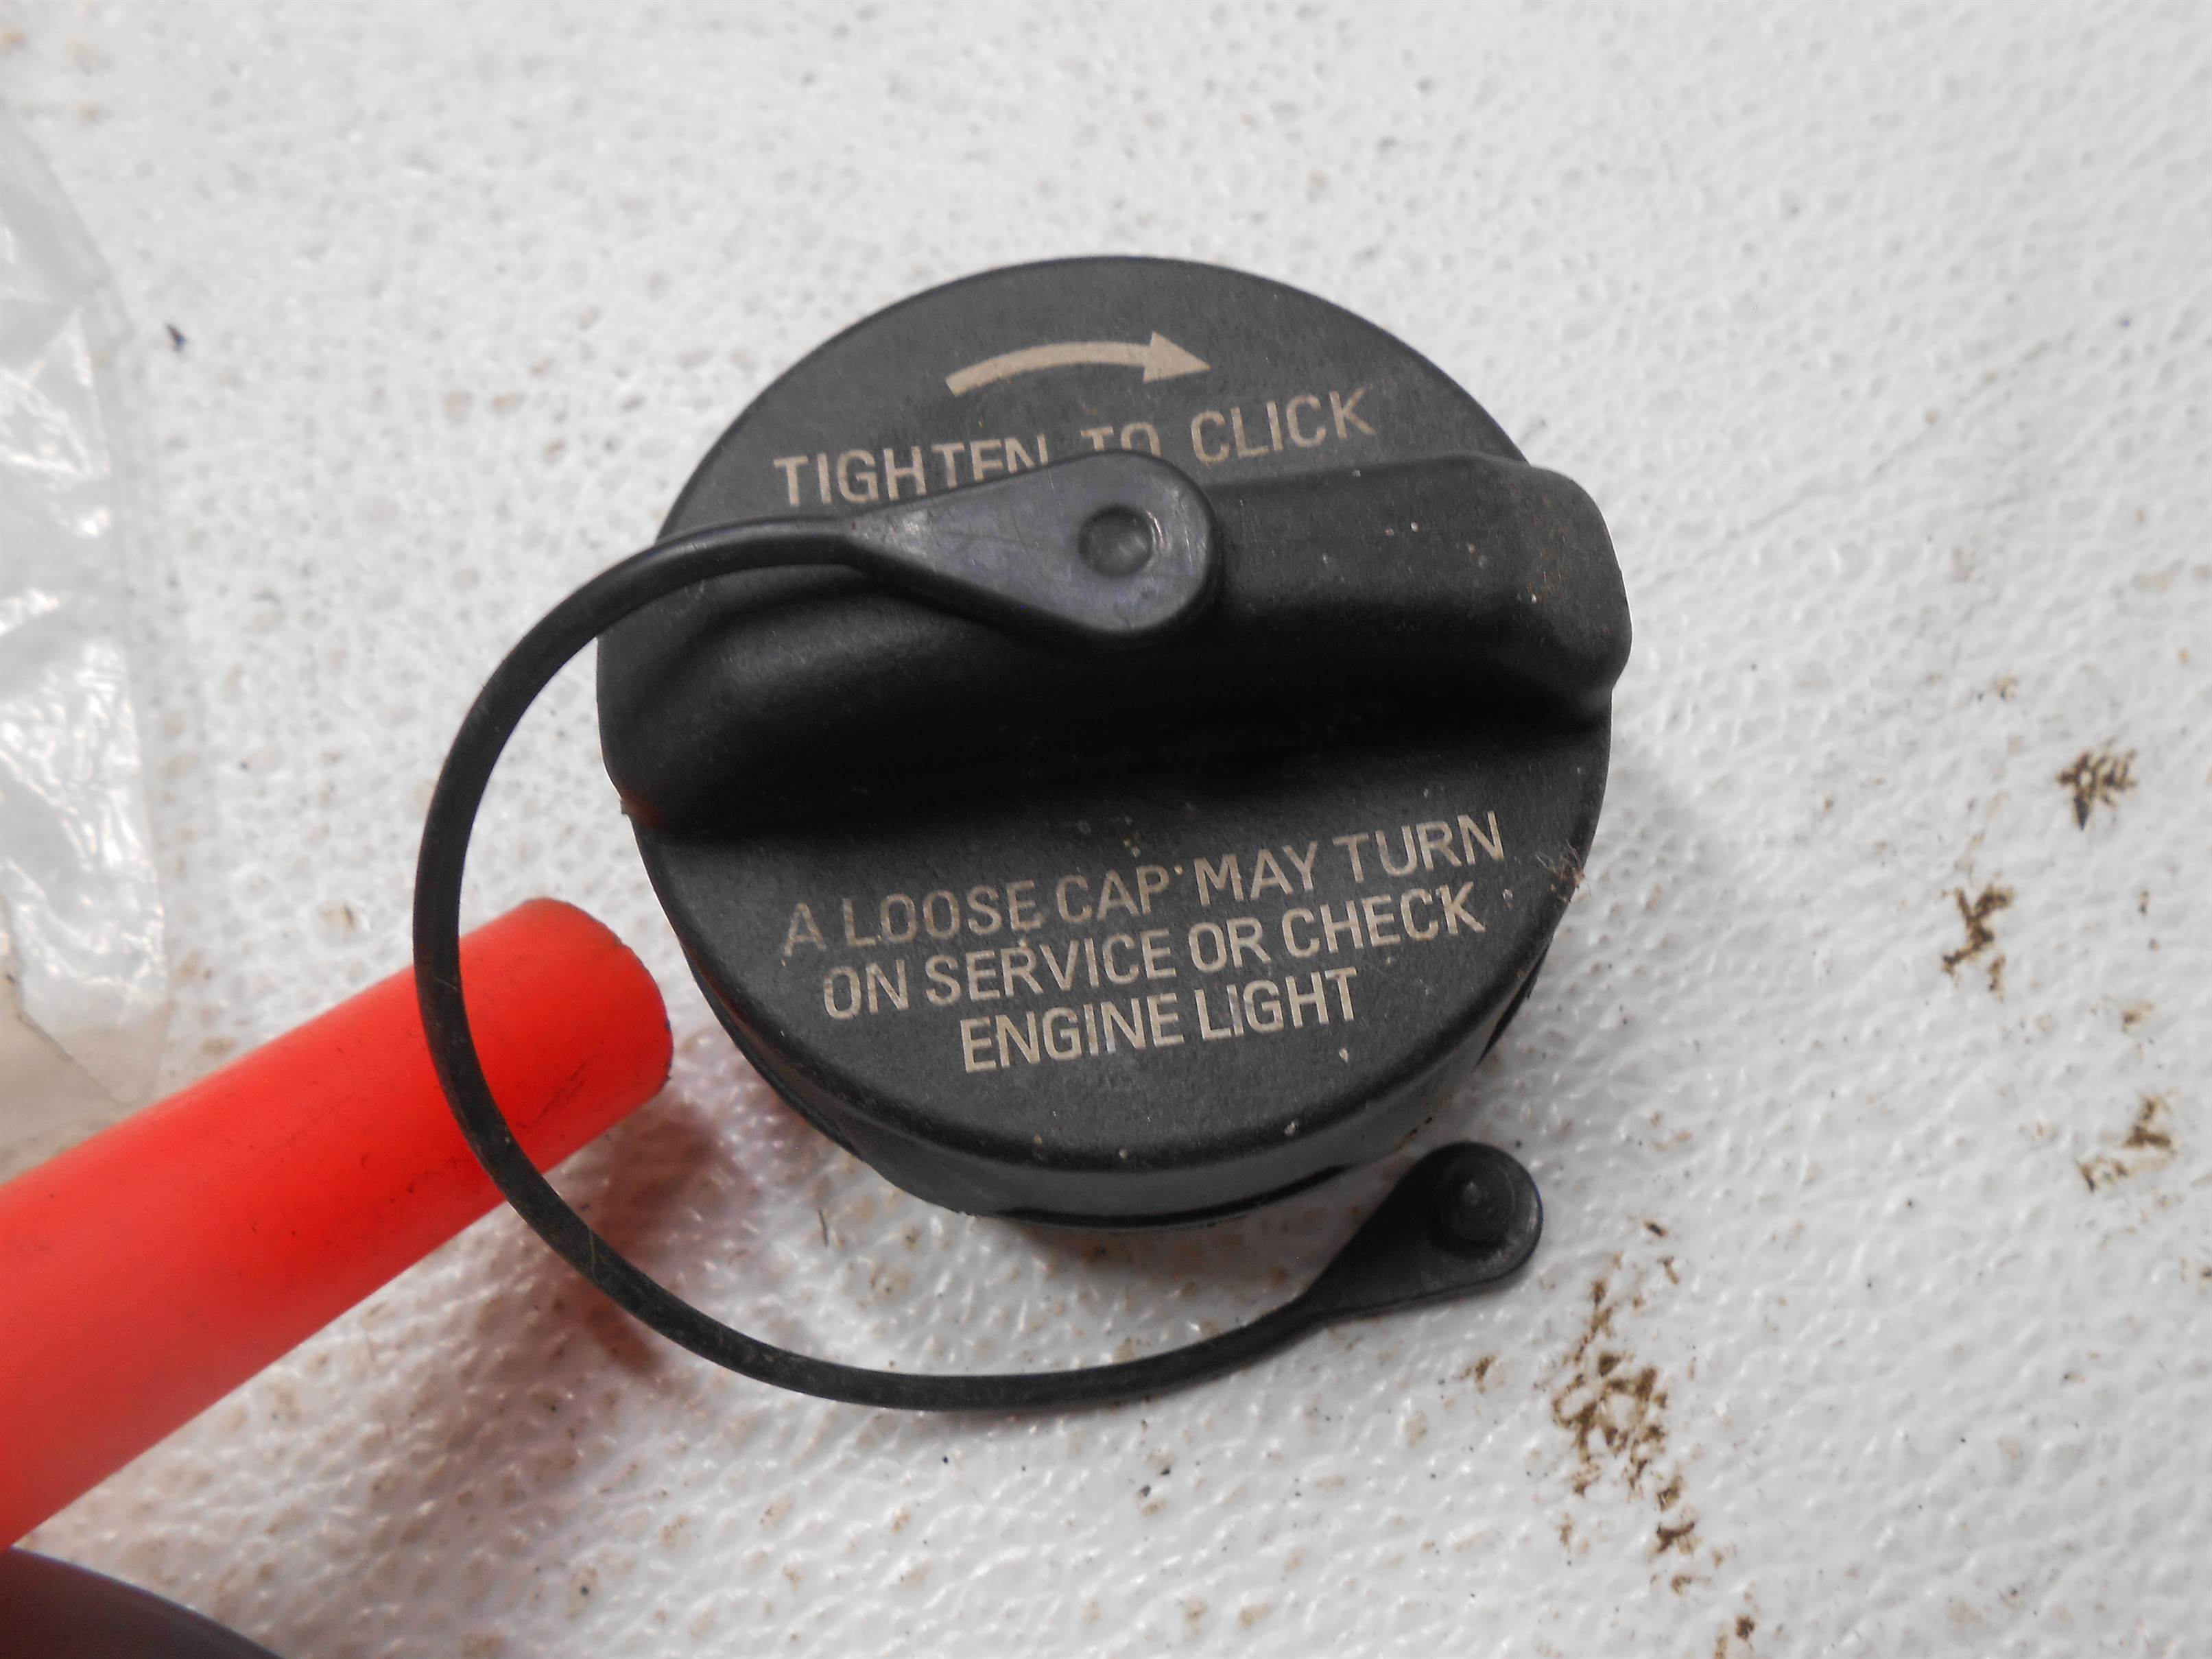 TIGHTEN TO CLICK
A LOOSE CAP MAY TURN
ON SERVICE OR CHECK
ENGINE LIGHT